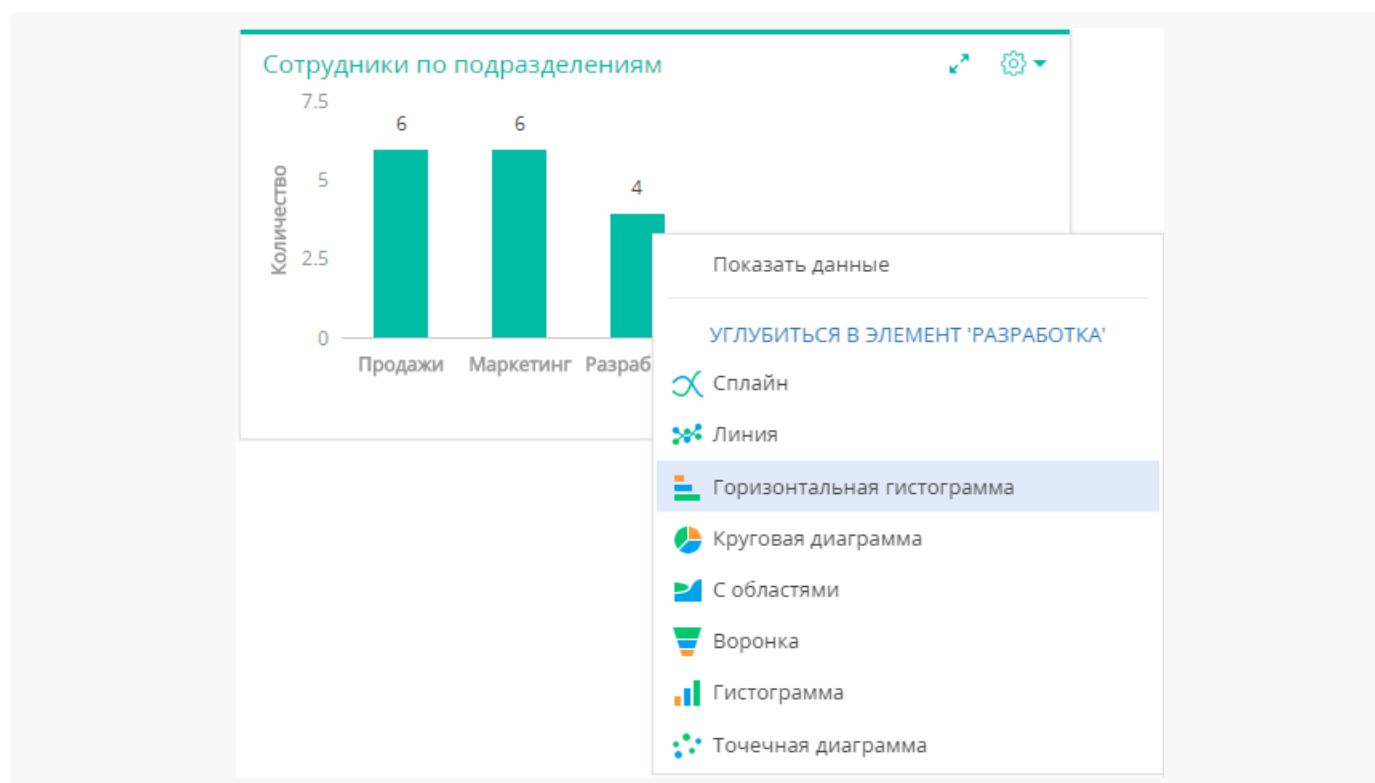 Сотрудники по подразделениям
7.5
6
6
5
4
2.5
0
Количество
Продажи Маркетинг Разраб
Показать данные
УГЛУБИТЬСЯ В ЭЛЕМЕНТ 'РАЗРАБОТКА'
Сплайн
Линия
Горизонтальная гистограмма
Круговая диаграмма
С областями
Воронка
Гистограмма
Точечная диаграмма